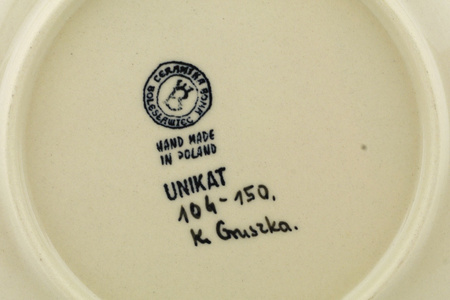 CERAMIKA
BOLESŁAWIEC
HAND MADE
IN POLAND
UNIKAT
104-150.
K. Gruszka.